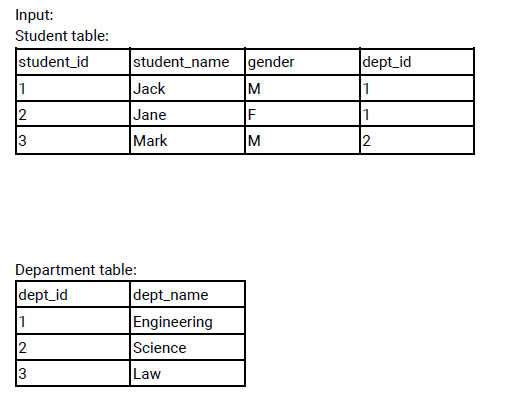 Input:
Student table:
student_id student_name gender dept_id
1 Jack M 1
2 Jane F 1
3 Mark M 2
Department table:
dept_id dept_name
1 Engineering
2 Science
3 Law